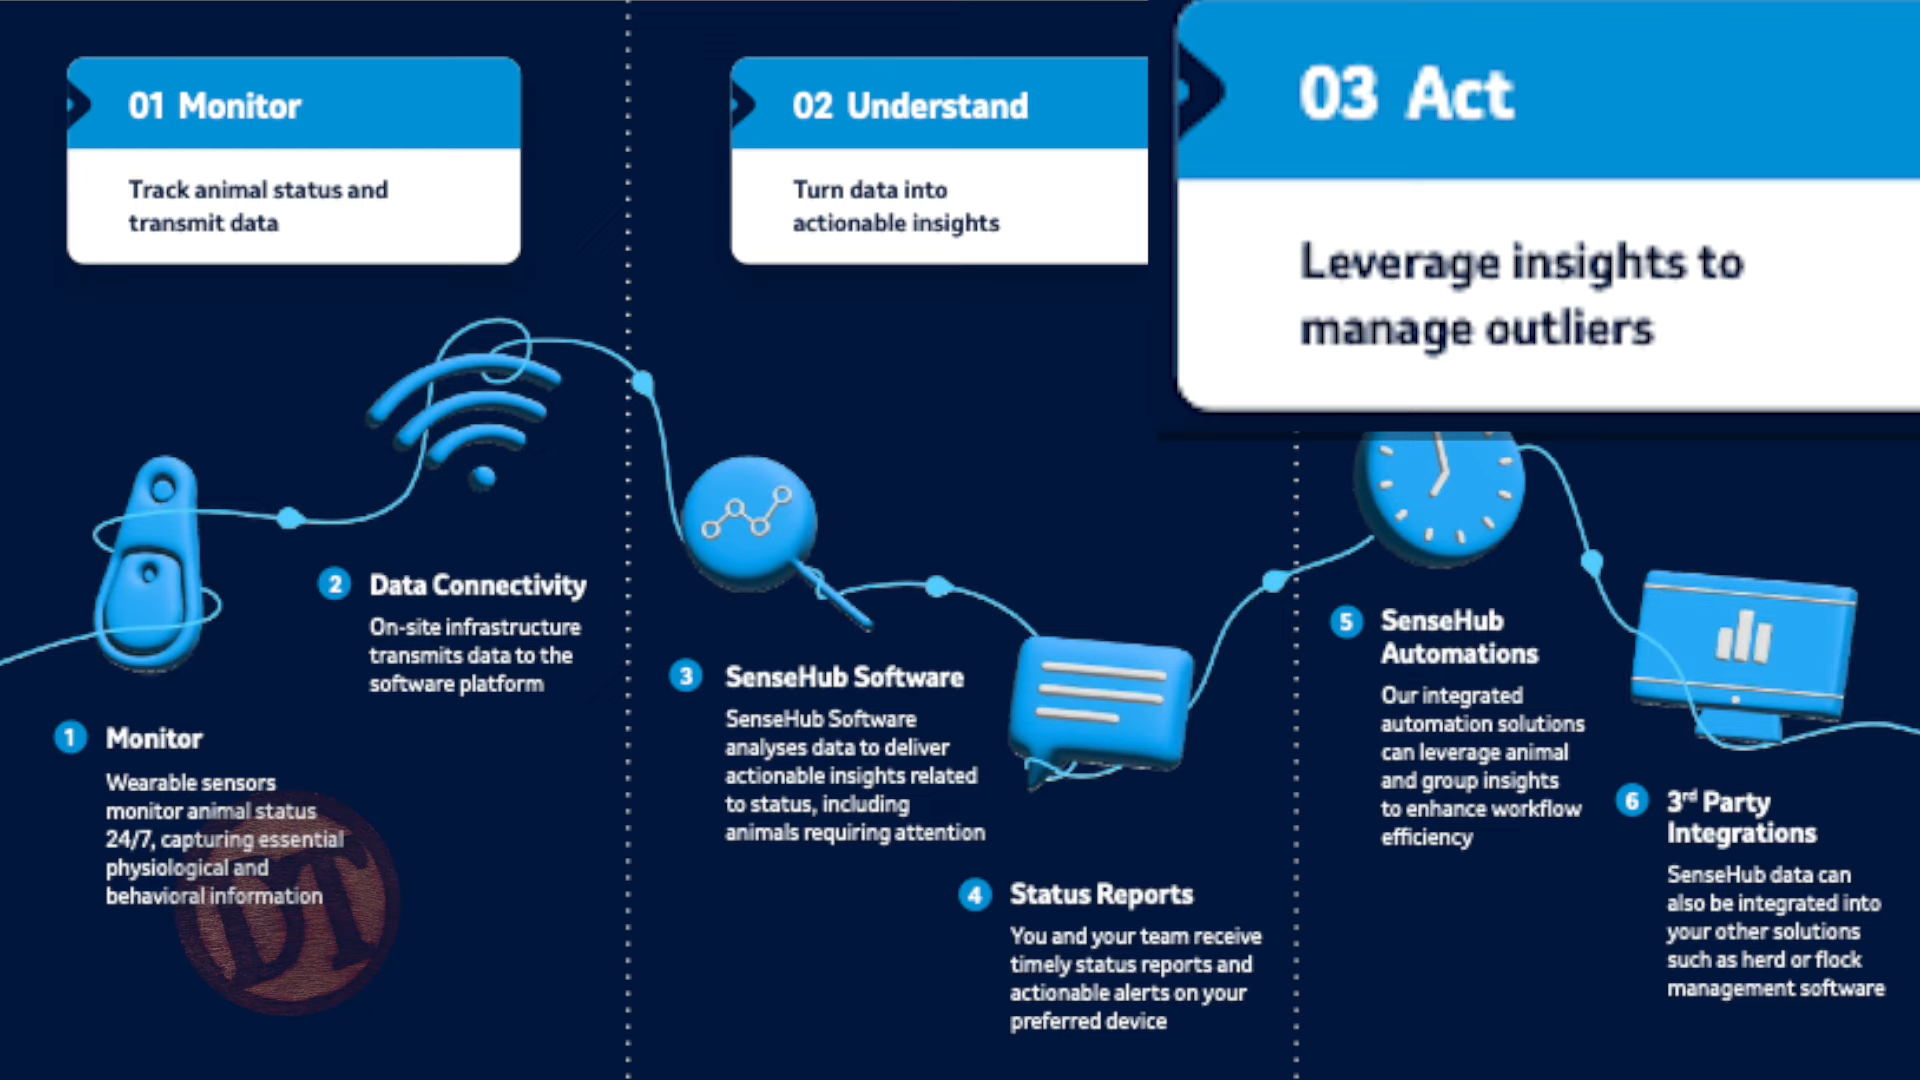 01 Monitor
Track animal status and
transmit data
02 Understand
Turn data into
actionable insights
03 Act
Leverage insights to
manage outliers
1 Monitor
Wearable sensors
monitor animal status
24/7, capturing essential
physiological and
behavioral information
2 Data Connectivity
On-site infrastructure
transmits data to the
software platform
3 SenseHub Software
SenseHub Software
analyses data to deliver
actionable insights related
to status, including
animals requiring attention
4 Status Reports
You and your team receive
timely status reports and
actionable alerts on your
preferred device
5 SenseHub
Automations
Our integrated
automation solutions
can leverage animal
and group insights
to enhance workflow
efficiency
6 3rd Party
Integrations
SenseHub data can
also be integrated into
your other solutions
such as herd or flock
management software
DT